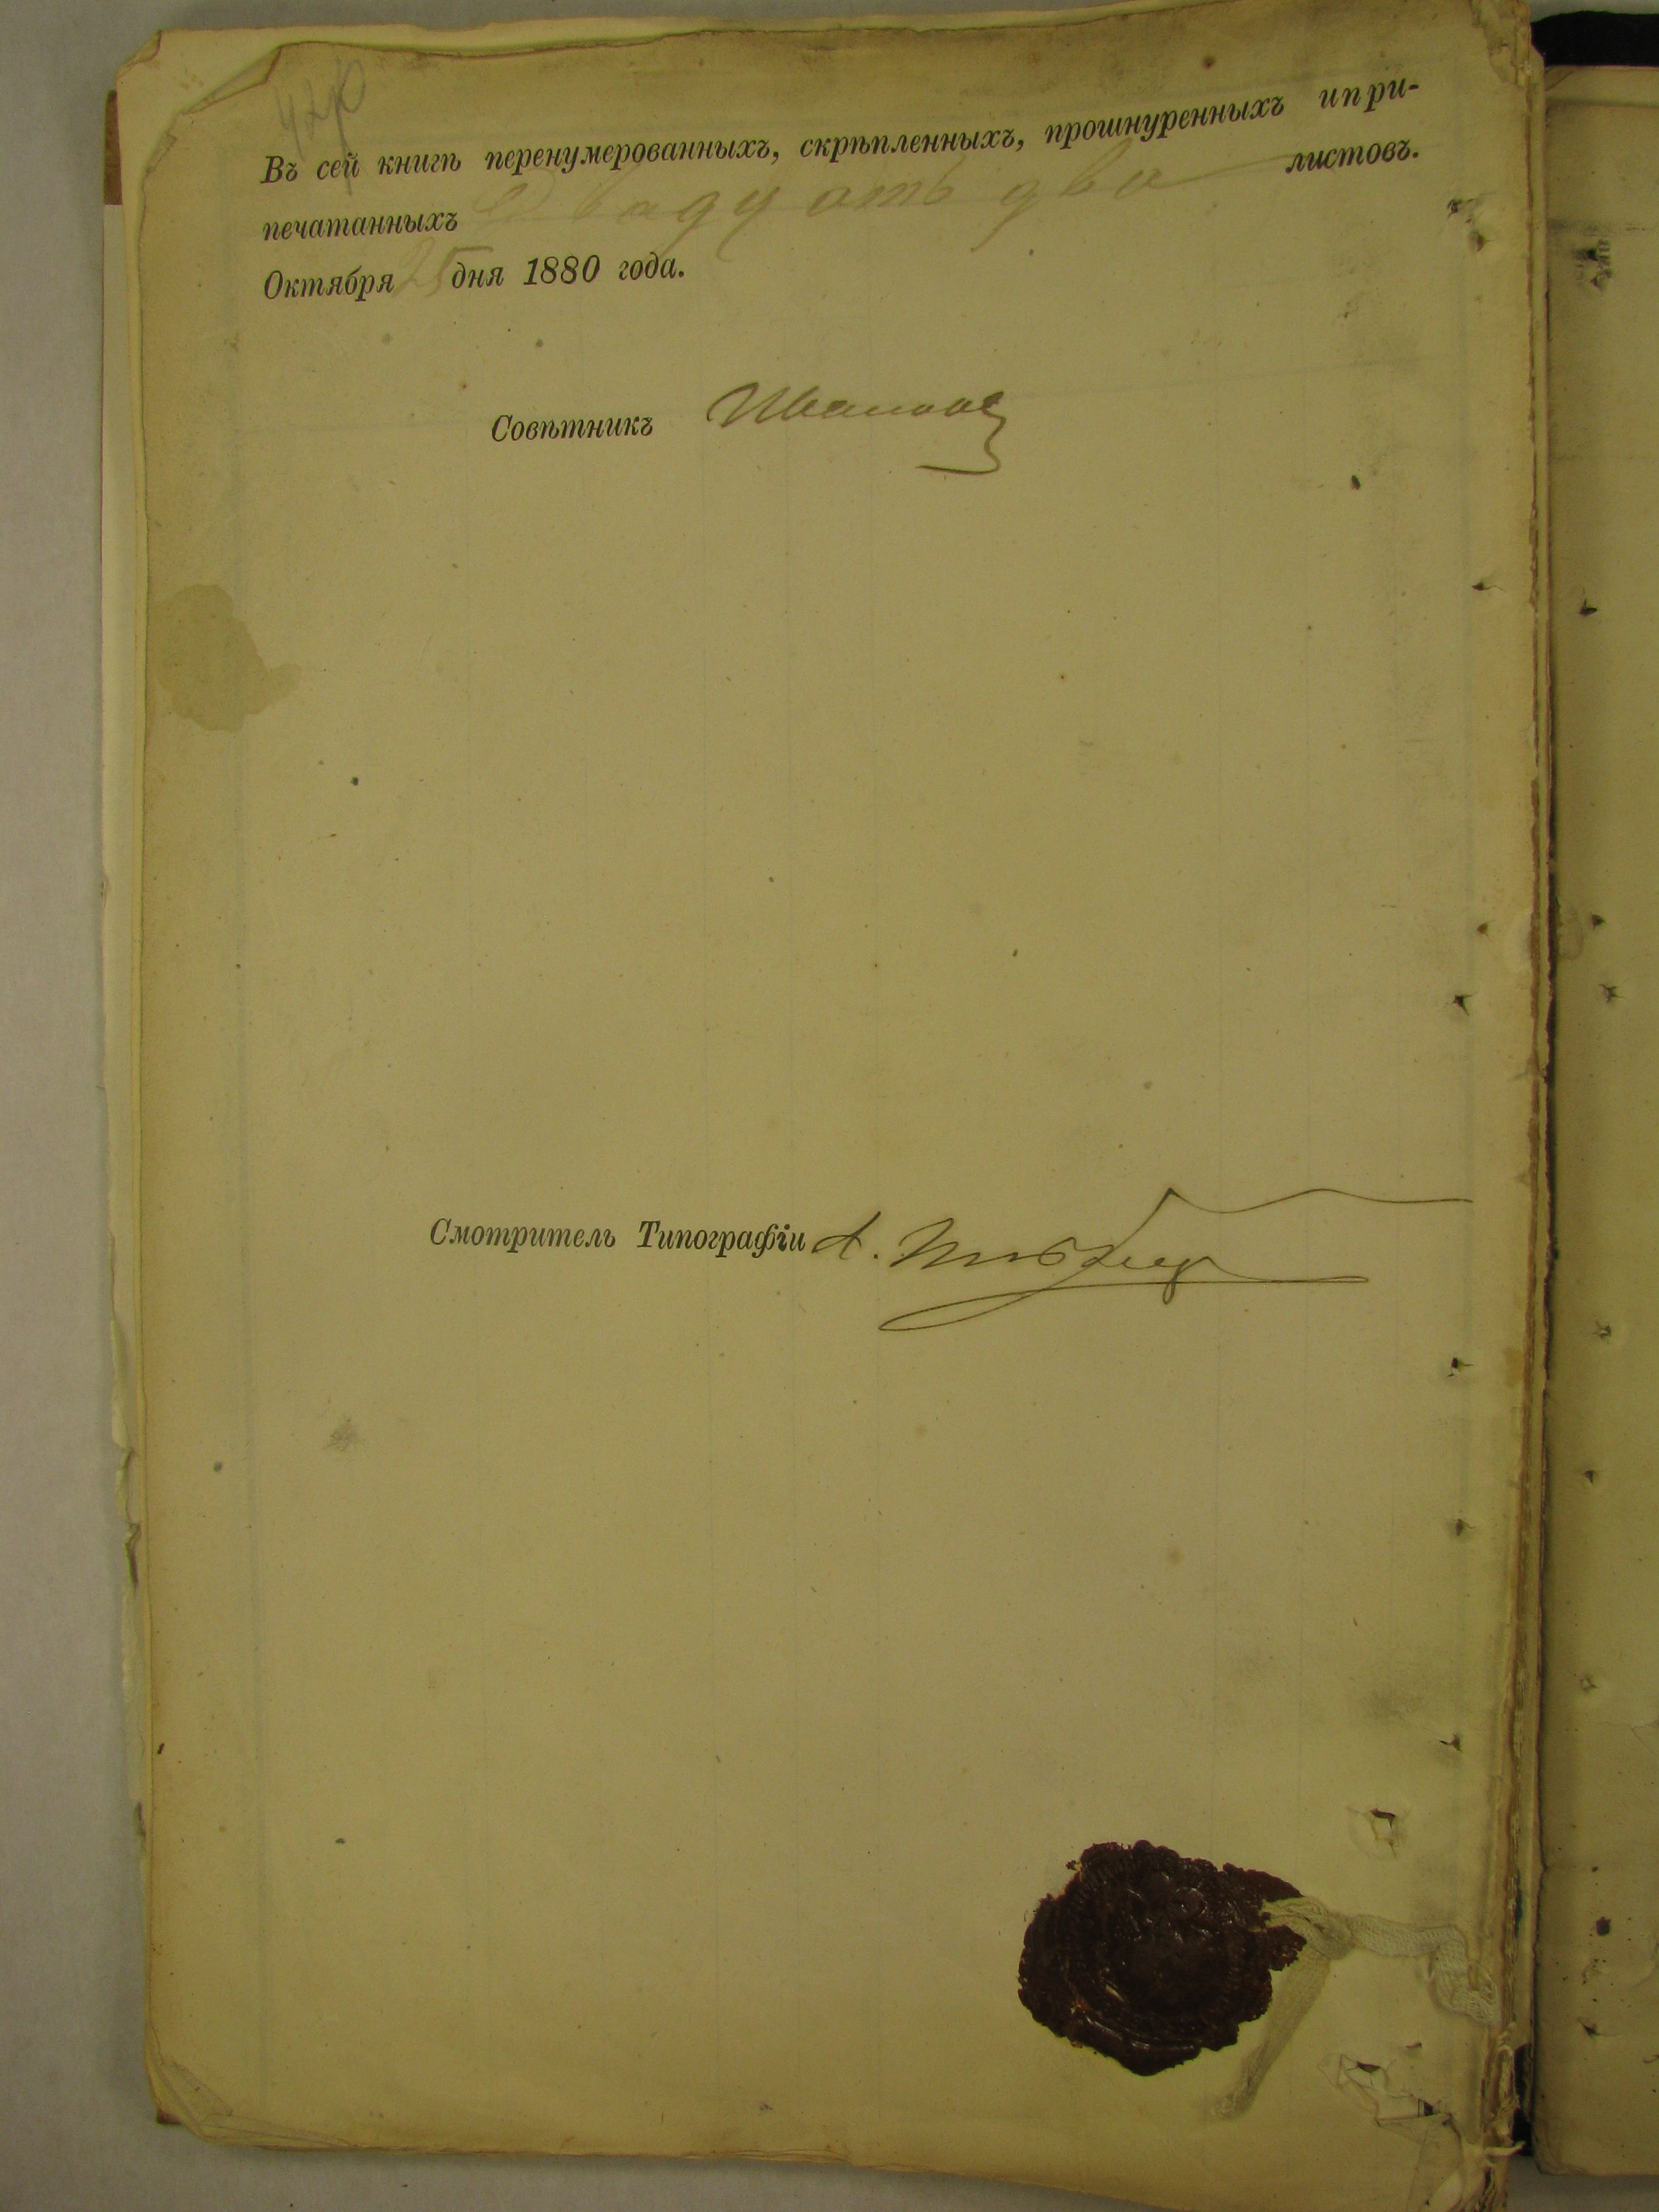 Въ сей книгѣ перенумерованныхъ, скрѣпленныхъ, прошнуренныхъ и при-
печатанныхъ Двадцать два листовъ.
Октября 25 дня 1880 года.
Совѣтникъ Иванов
Смотритель Типографіи А.